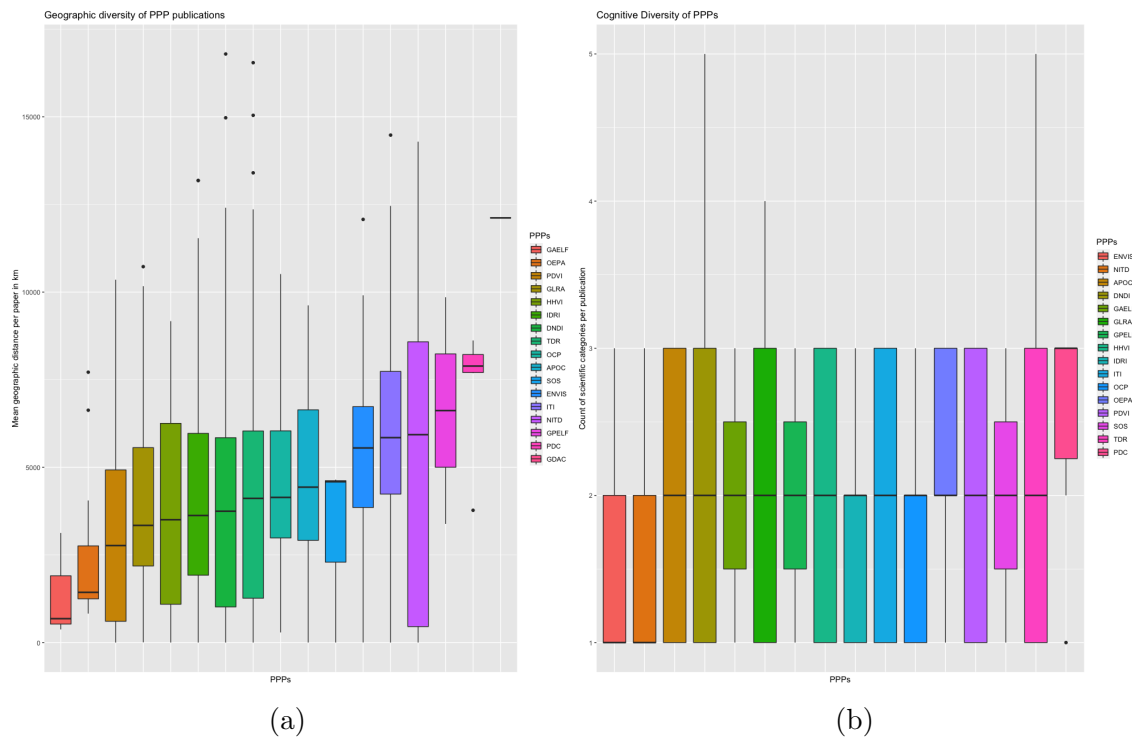 Geographic diversity of PPP publications
Mean geographic distance per paper in km
15000
10000
5000
0
PPPs
PPPs
GAELF
OEPA
PDVI
GLRA
HHVI
IDRI
DNDI
TDR
OCP
APOC
SOS
ENVIS
ITI
NITD
GPELF
PDC
GDAC
(a)
Cognitive Diversity of PPPs
Count of scientific categories per publication
5
4
3
2
1
PPPs
PPPs
ENVIS
NITD
APOC
DNDI
GAEL
GLRA
GPEL
HHVI
IDRI
ITI
OCP
OEPA
PDVI
SOS
TDR
PDC
(b)